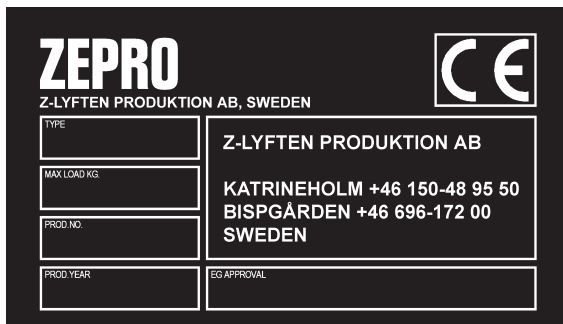 ZEPRO
CE
Z-LYFTEN PRODUKTION AB, SWEDEN
TYPE
Z-LYFTEN PRODUKTION AB
MAX LOAD KG.
KATRINEHOLM +46 150-48 95 50
BISPGÅRDEN +46 696-172 00
PROD.NO.
SWEDEN
PROD.YEAR
EG APPROVAL